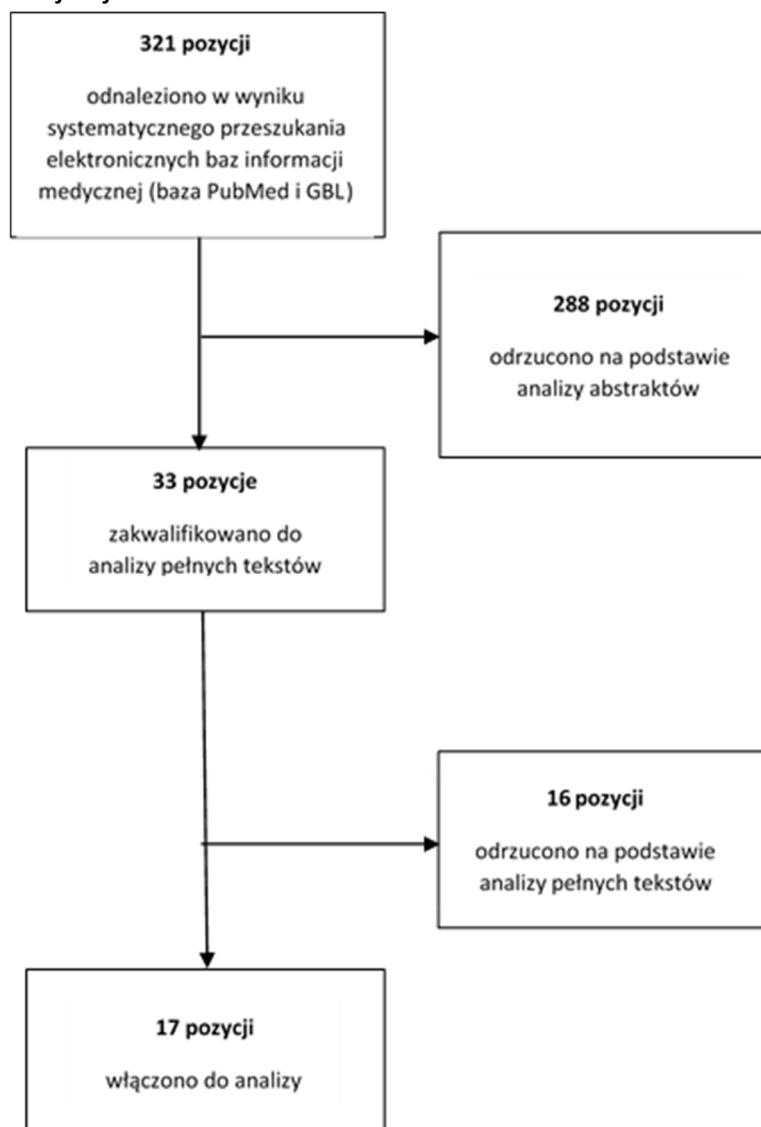 321 pozycji
odnaleziono w wyniku
systematycznego przeszukania
elektronicznych baz informacji
medycznej (baza PubMed i GBL)
288 pozycji
odrzucono na podstawie
analizy abstraktów
33 pozycje
zakwalifikowano do
analizy pełnych tekstów
16 pozycji
odrzucono na podstawie
analizy pełnych tekstów
17 pozycji
włączono do analizy